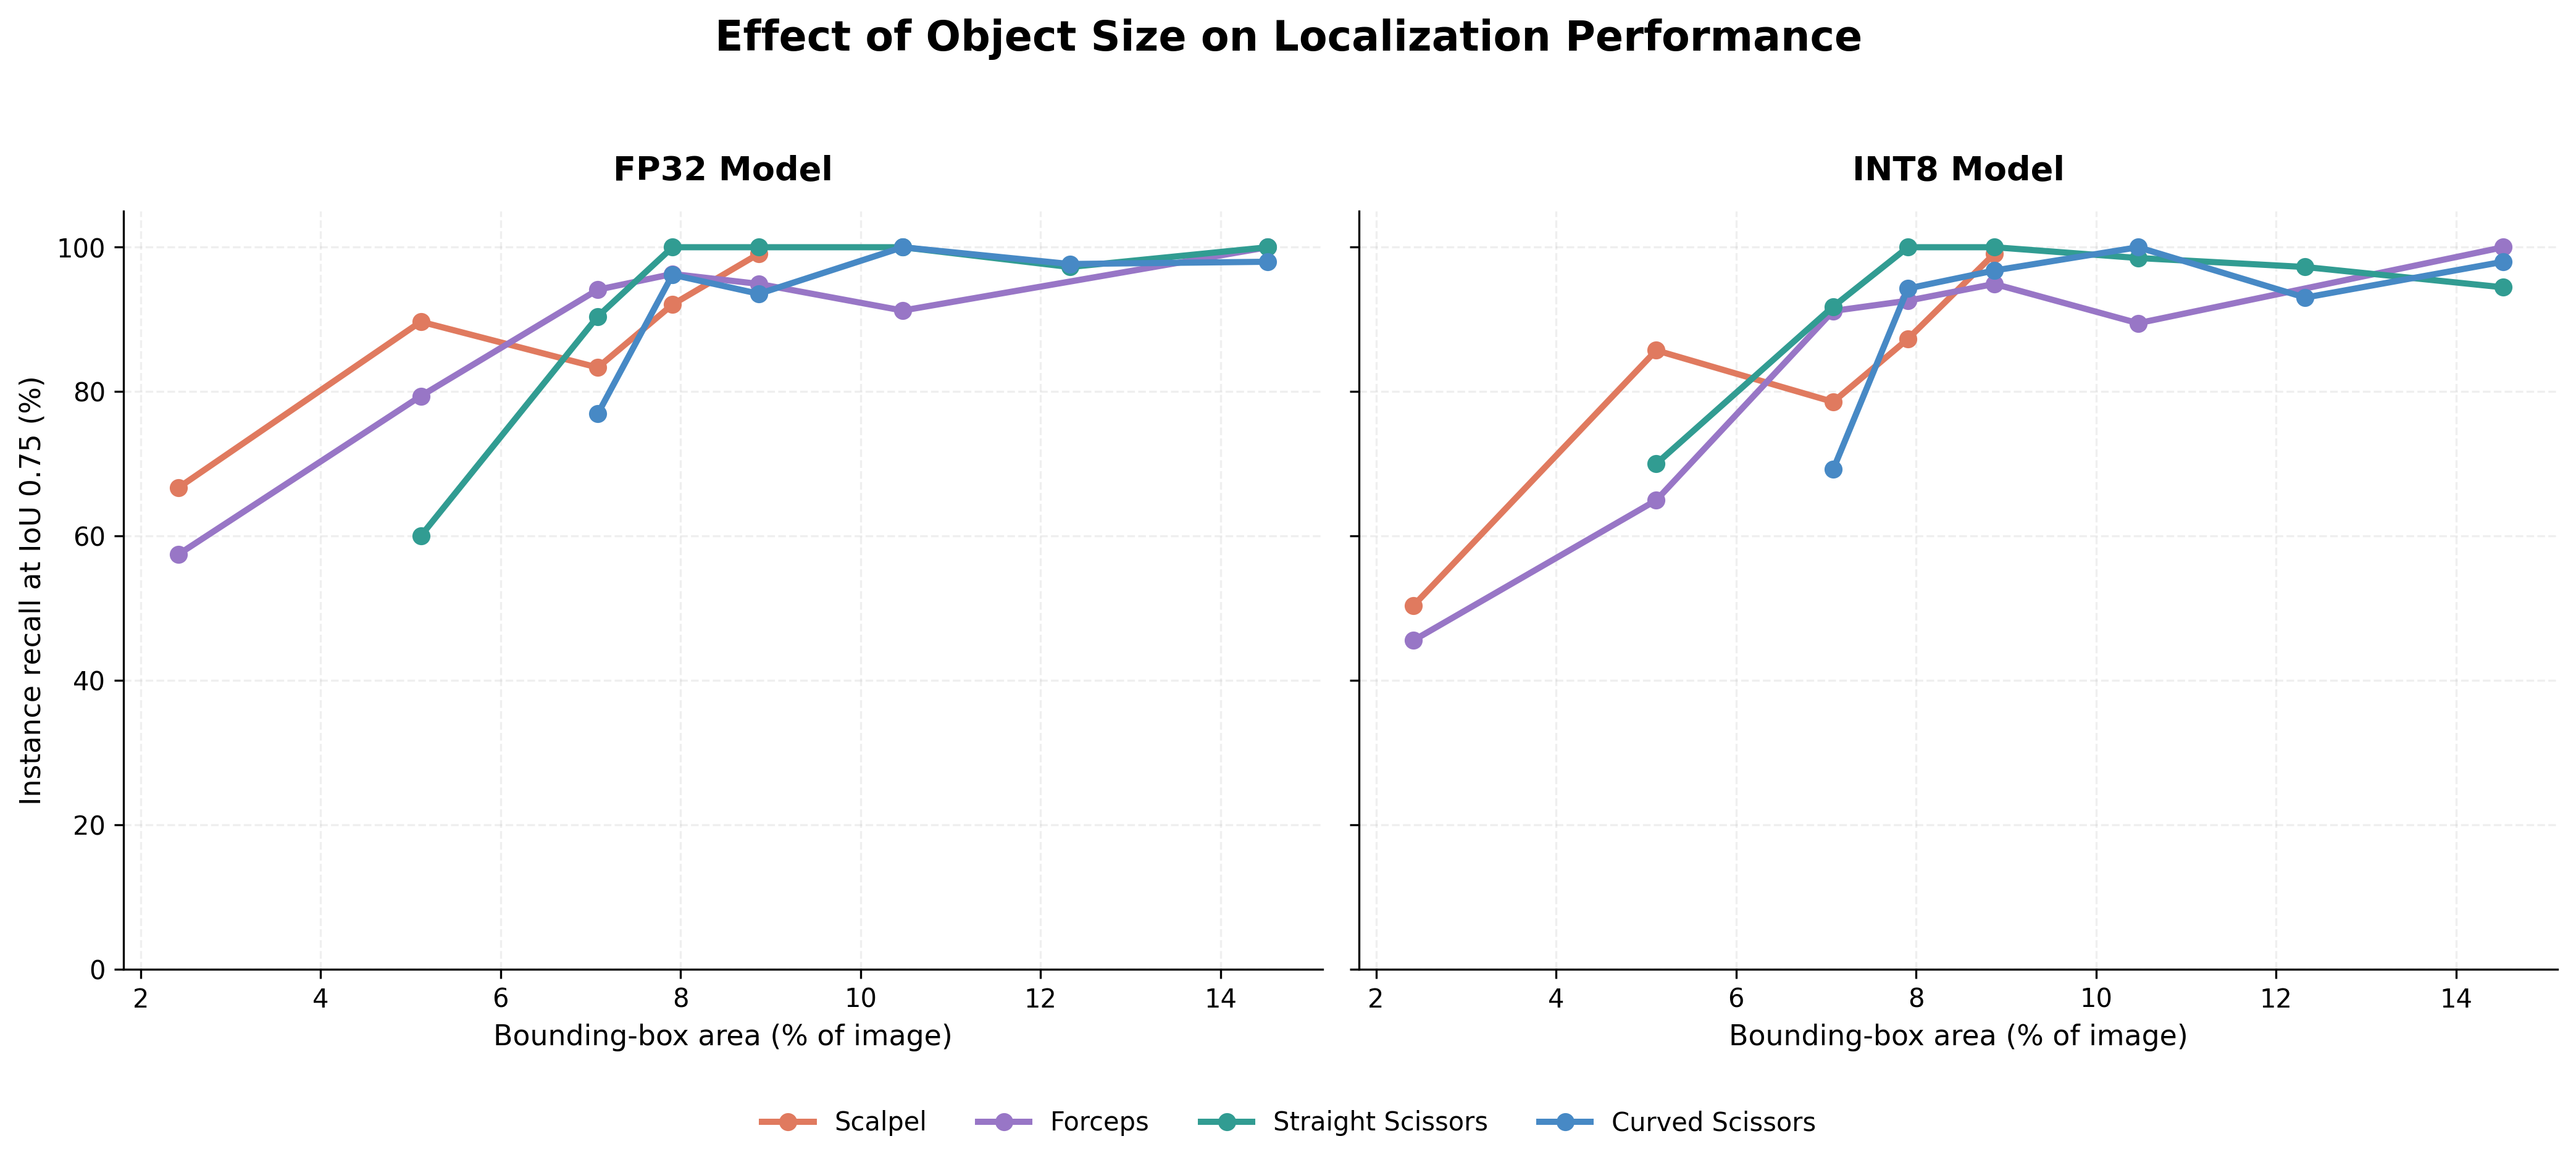 Effect of Object Size on Localization Performance
FP32 Model
INT8 Model
Instance recall at IoU 0.75 (%)
100
80
60
40
20
0
2 4 6 8 10 12 14
2 4 6 8 10 12 14
Bounding-box area (% of image)
Bounding-box area (% of image)
Scalpel Forceps Straight Scissors Curved Scissors